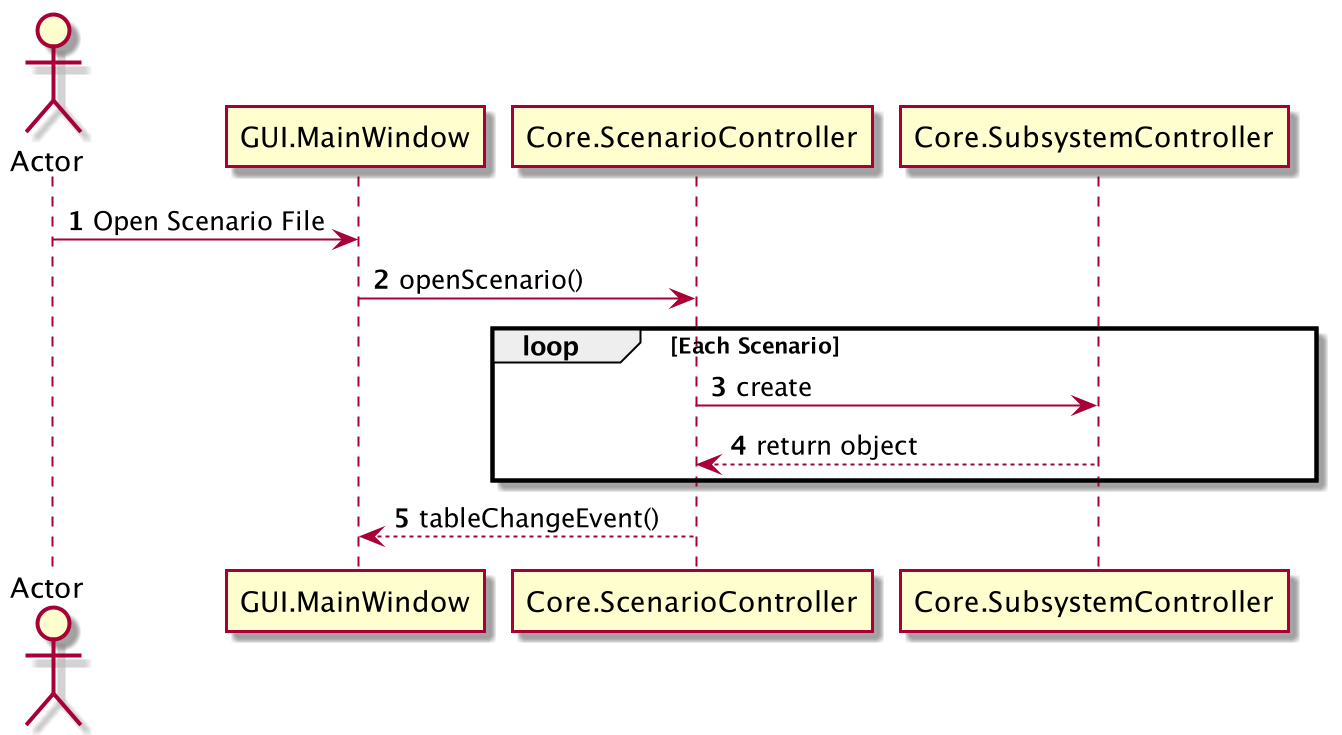 Actor
GUI.MainWindow
Core.ScenarioController
Core.SubsystemController
1 Open Scenario File
2 openScenario()
loop [Each Scenario]
3 create
4 return object
5 tableChangeEvent()
Actor
GUI.MainWindow
Core.ScenarioController
Core.SubsystemController